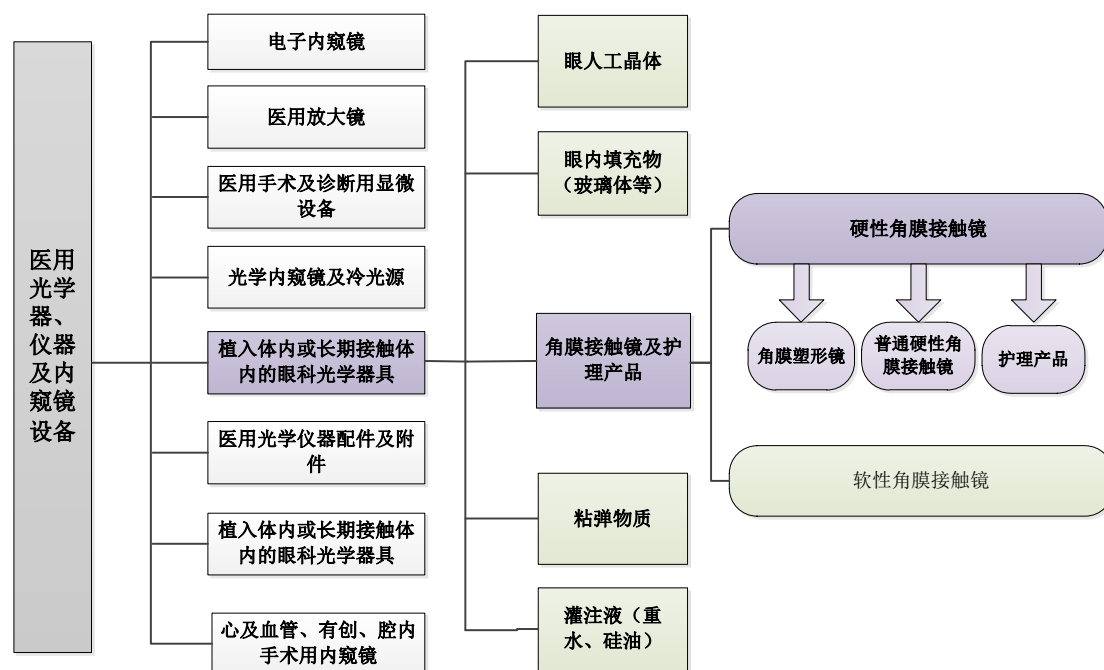 医用
光学
器、
仪器
及内
窥镜
设备
电子内窥镜
医用放大镜
医用手术及诊断用显微
设备
光学内窥镜及冷光源
植入体内或长期接触体
内的眼科光学器具
医用光学仪器配件及附
件
植入体内或长期接触体
内的眼科光学器具
心及血管、有创、腔内
手术用内窥镜
眼人工晶体
眼内填充物
（玻璃体等）
角膜接触镜及护
理产品
粘弹物质
灌注液（重
水、硅油）
硬性角膜接触镜
角膜塑形镜
普通硬性角
膜接触镜
护理产品
软性角膜接触镜